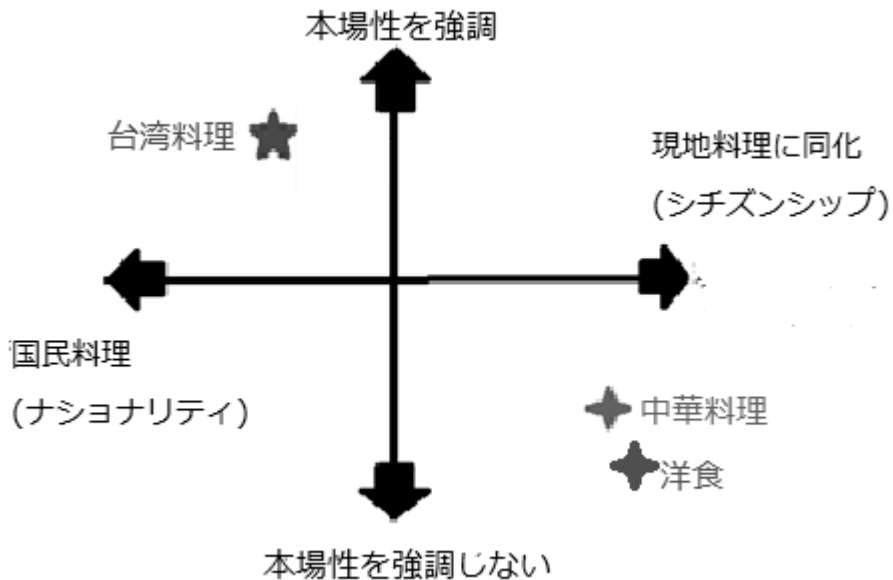 本場性を強調
台湾料理
現地料理に同化
(シチズンシップ)
国民料理
(ナショナリティ)
中華料理
洋食
本場性を強調じない